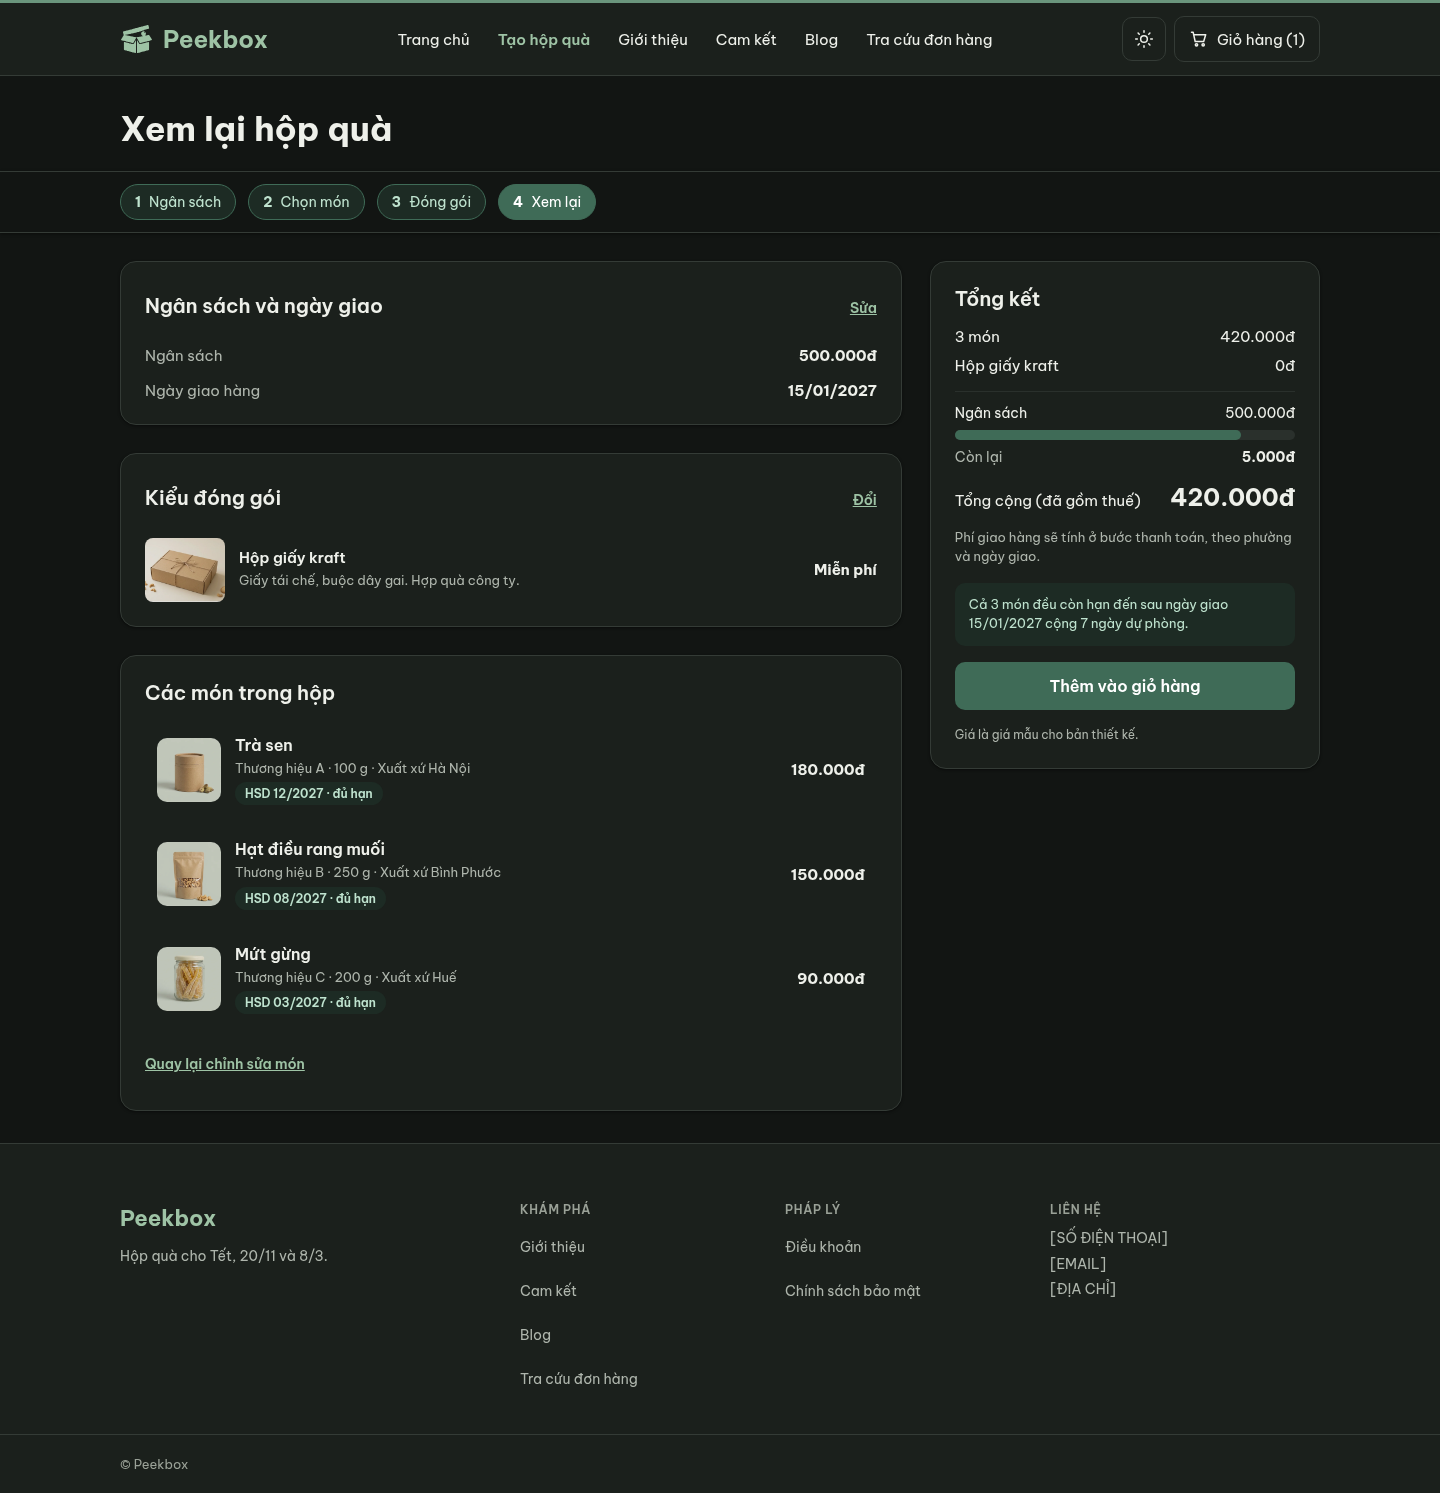 Peekbox
Trang chủ
Tạo hộp quà
Giới thiệu
Cam kết
Blog
Tra cứu đơn hàng
Giỏ hàng (1)
Xem lại hộp quà
1 Ngân sách
2 Chọn món
3 Đóng gói
4 Xem lại
Ngân sách và ngày giao
Sửa
Ngân sách
500.000đ
Ngày giao hàng
15/01/2027
Kiểu đóng gói
Đổi
Hộp giấy kraft
Giấy tái chế, buộc dây gai. Hợp quà công ty.
Miễn phí
Các món trong hộp
Trà sen
Thương hiệu A · 100 g · Xuất xứ Hà Nội
HSD 12/2027 · đủ hạn
180.000đ
Hạt điều rang muối
Thương hiệu B · 250 g · Xuất xứ Bình Phước
HSD 08/2027 · đủ hạn
150.000đ
Mứt gừng
Thương hiệu C · 200 g · Xuất xứ Huế
HSD 03/2027 · đủ hạn
90.000đ
Quay lại chỉnh sửa món
Tổng kết
3 món
420.000đ
Hộp giấy kraft
0đ
Ngân sách
500.000đ
Còn lại
5.000đ
Tổng cộng (đã gồm thuế)
420.000đ
Phí giao hàng sẽ tính ở bước thanh toán, theo phường
và ngày giao.
Cả 3 món đều còn hạn đến sau ngày giao
15/01/2027 cộng 7 ngày dự phòng.
Thêm vào giỏ hàng
Giá là giá mẫu cho bản thiết kế.
Peekbox
Hộp quà cho Tết, 20/11 và 8/3.
KHÁM PHÁ
Giới thiệu
Cam kết
Blog
Tra cứu đơn hàng
PHÁP LÝ
Điều khoản
Chính sách bảo mật
LIÊN HỆ
[SỐ ĐIỆN THOẠI]
[EMAIL]
[ĐỊA CHỈ]
© Peekbox